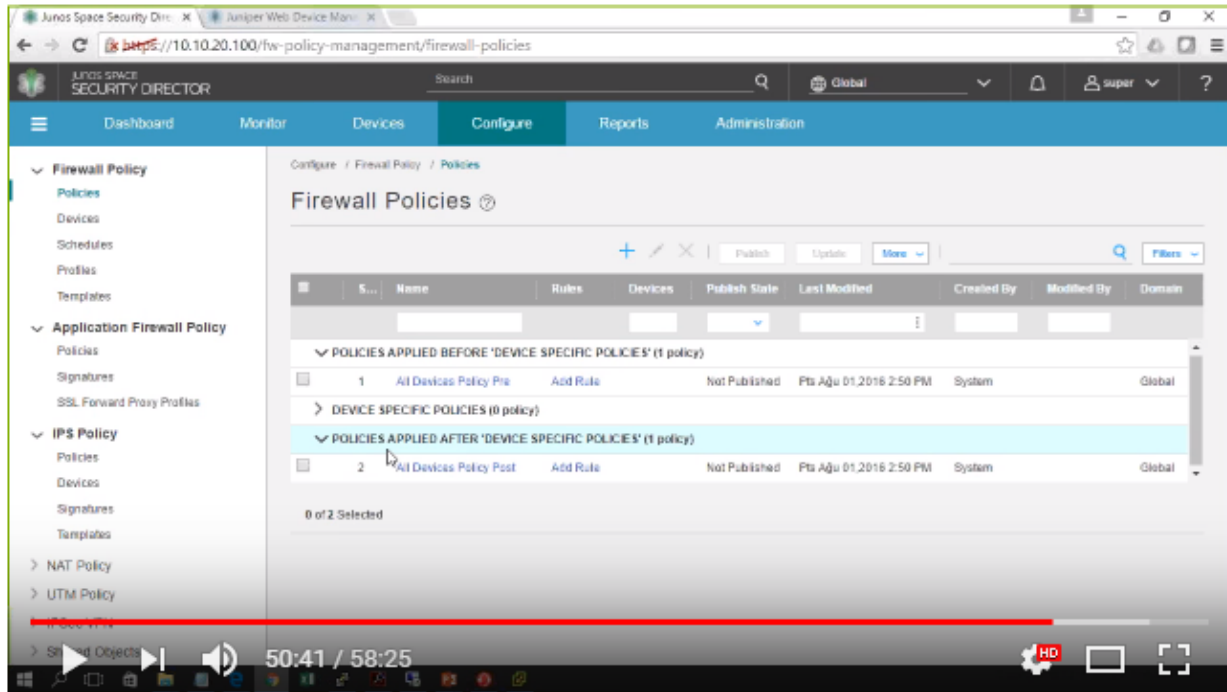 Junos Space Security Dire
Juniper Web Device Man
https://10.10.20.100/fw-policy-management/firewall-policies
JUNOS SPACE
SECURITY DIRECTOR
Search
Global
super
?
Dashboard Monitor Devices Configure Reports Administration
Firewall Policy
Policies
Devices
Schedules
Profiles
Templates
Application Firewall Policy
Policies
Signatures
SSL Forward Proxy Profiles
IPS Policy
Policies
Devices
Signatures
Templates
NAT Policy
UTM Policy
IPSec VPN
Configure / Firewall Policy / Policies
Firewall Policies ?
Publish Update More Filters
S... Name Rules Devices Publish State Last Modified Created By Modified By Domain
POLICIES APPLIED BEFORE 'DEVICE SPECIFIC POLICIES' (1 policy)
1 All Devices Policy Pre Add Rule Not Published Pts Ağu 01,2016 2:50 PM System Global
DEVICE SPECIFIC POLICIES (0 policy)
POLICIES APPLIED AFTER 'DEVICE SPECIFIC POLICIES' (1 policy)
2 All Devices Policy Post Add Rule Not Published Pts Ağu 01,2016 2:50 PM System Global
0 of 2 Selected
50:41 / 58:25
HD